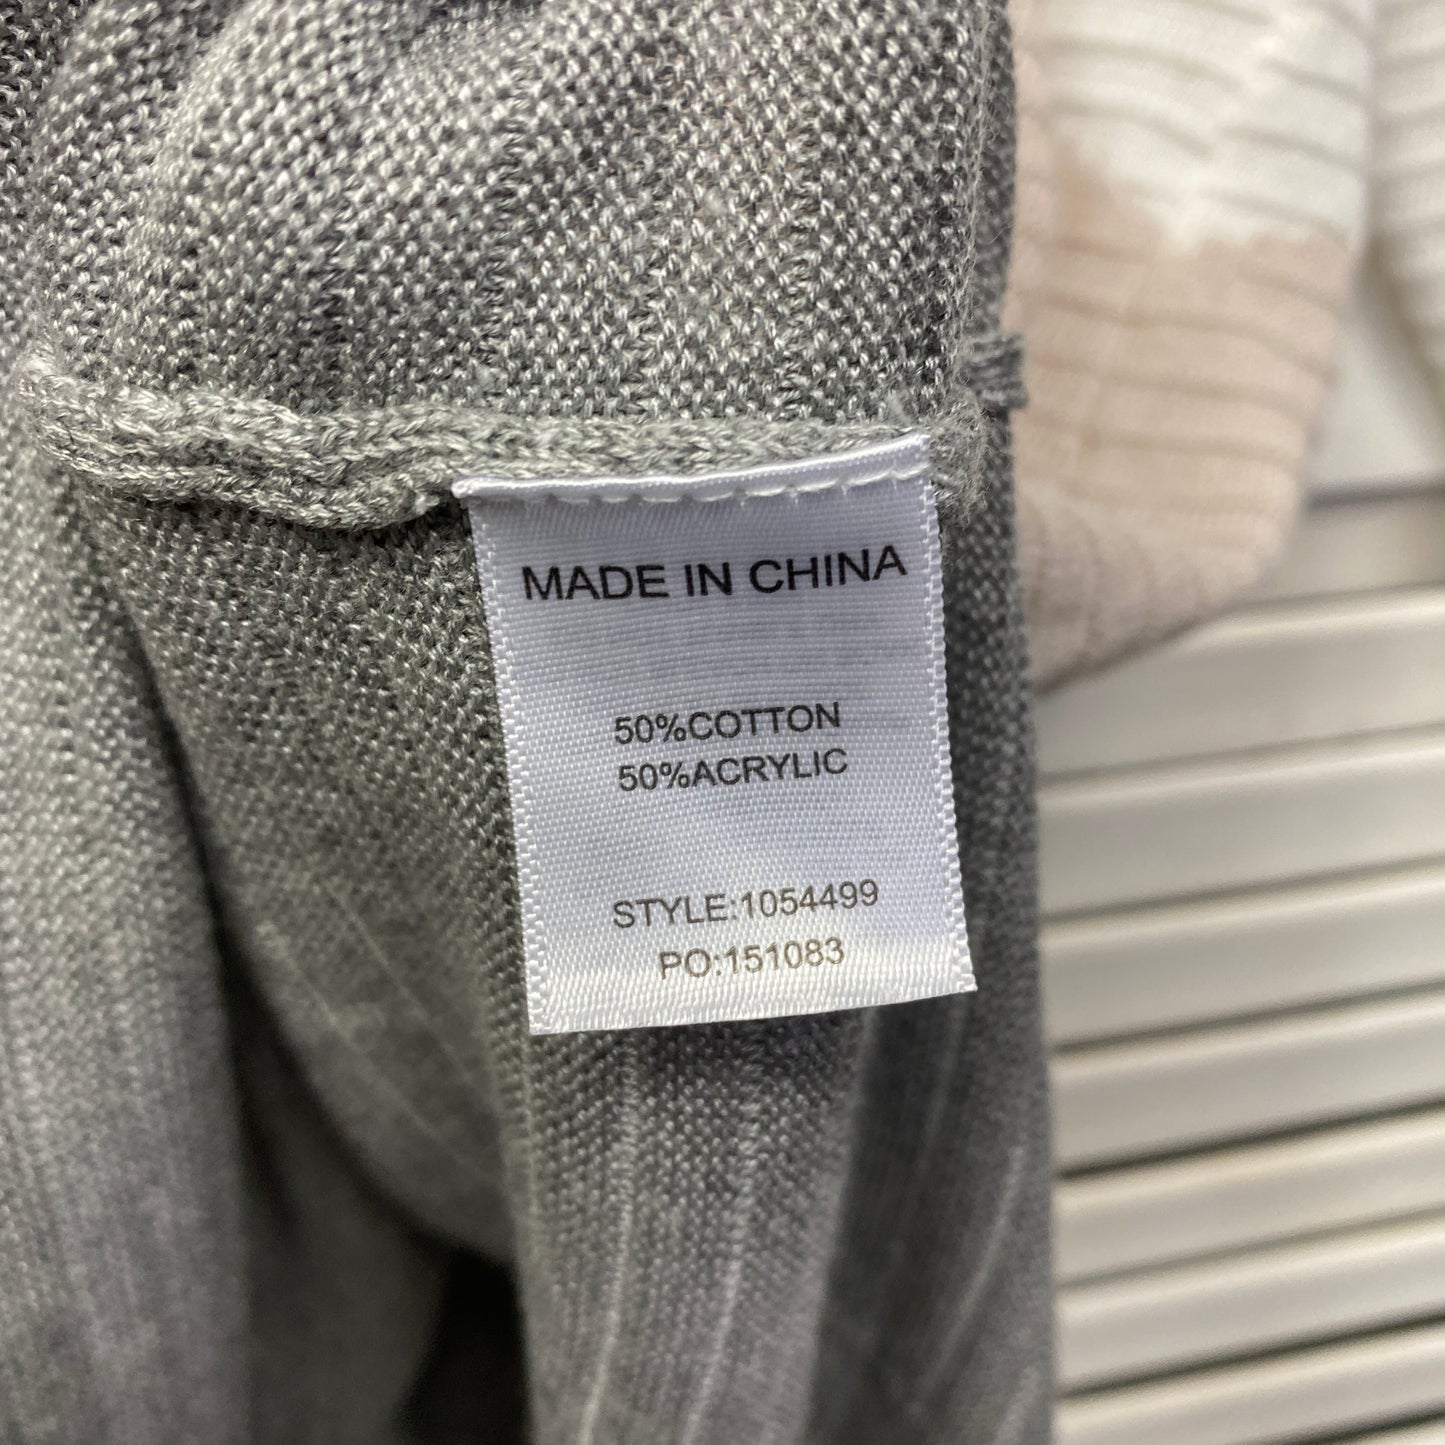 MADE IN CHINA
50%COTTON
50%ACRYLIC
STYLE:1054499
PO:151083